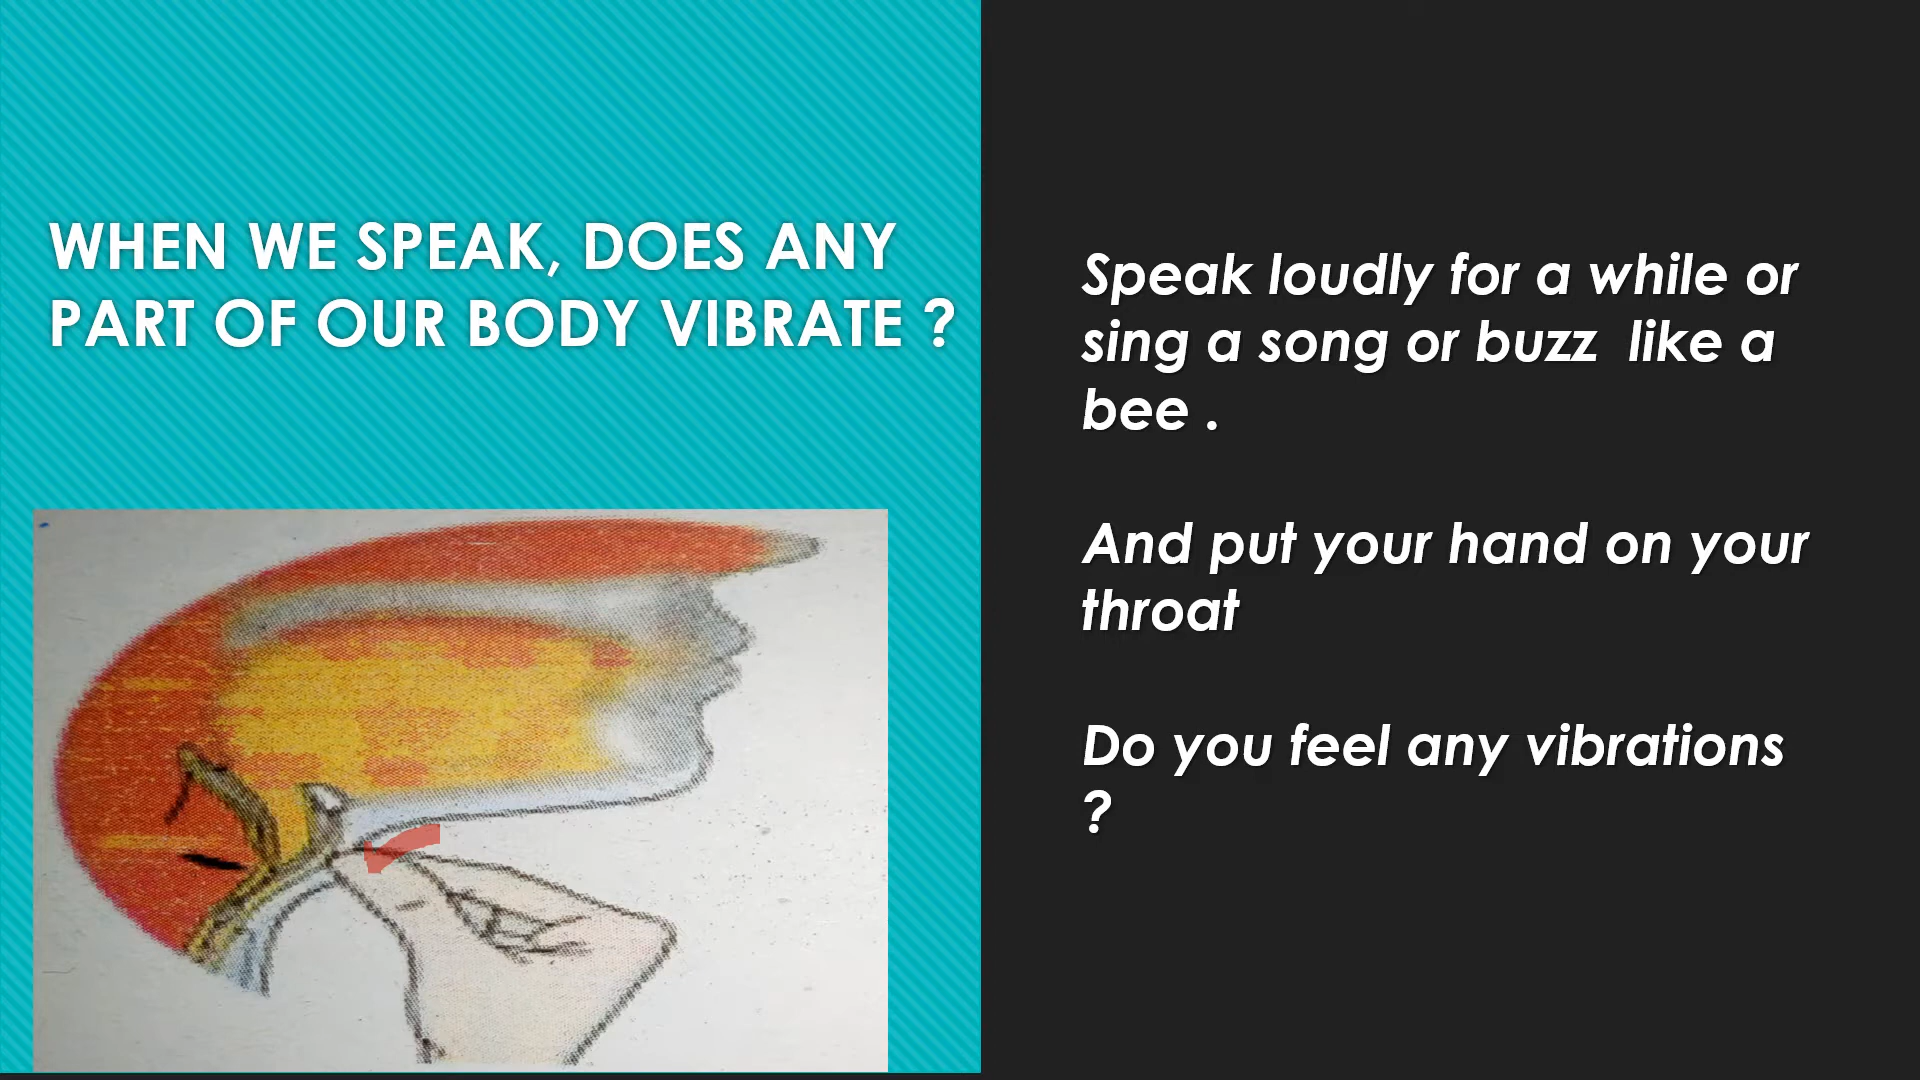 WHEN WE SPEAK, DOES ANY
PART OF OUR BODY VIBRATE ?
Speak loudly for a while or
sing a song or buzz  like a
bee .
And put your hand on your
throat
Do you feel any vibrations
?